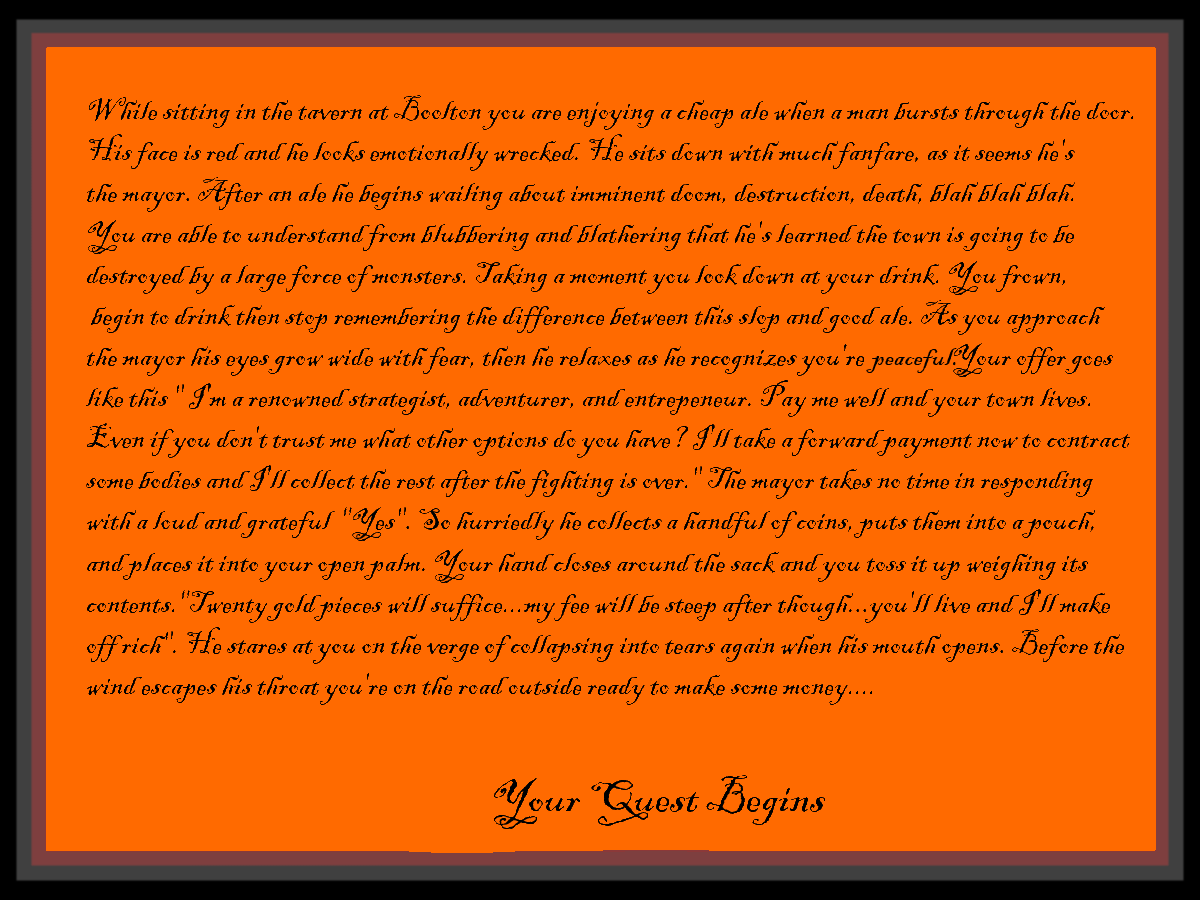 While sitting in the tavern at Boolton you are enjoying a cheap ale when a man bursts through the door.
His face is red and he looks emotionally wrecked. He sits down with much fanfare, as it seems he's
the mayor. After an ale he begins wailing about imminent doom, destruction, death, blah blah blah.
You are able to understand from blubbering and blathering that he's learned the town is going to be
destroyed by a large force of monsters. Taking a moment you look down at your drink. You frown,
begin to drink then stop remembering the difference between this slop and good ale. As you approach
the mayor his eyes grow wide with fear, then he relaxes as he recognizes you're peaceful.Your offer goes
like this " I'm a renowned strategist, adventurer, and entrepeneur. Pay me well and your town lives.
Even if you don't trust me what other options do you have? I'll take a forward payment now to contract
some bodies and I'll collect the rest after the fighting is over." The mayor takes no time in responding
with a loud and grateful "Yes". So hurriedly he collects a handful of coins, puts them into a pouch,
and places it into your open palm. Your hand closes around the sack and you toss it up weighing its
contents. "Twenty gold pieces will suffice...my fee will be steep after though...you'll live and I'll make
off rich". He stares at you on the verge of collapsing into tears again when his mouth opens. Before the
wind escapes his throat you're on the road outside ready to make some money....
Your Quest Begins